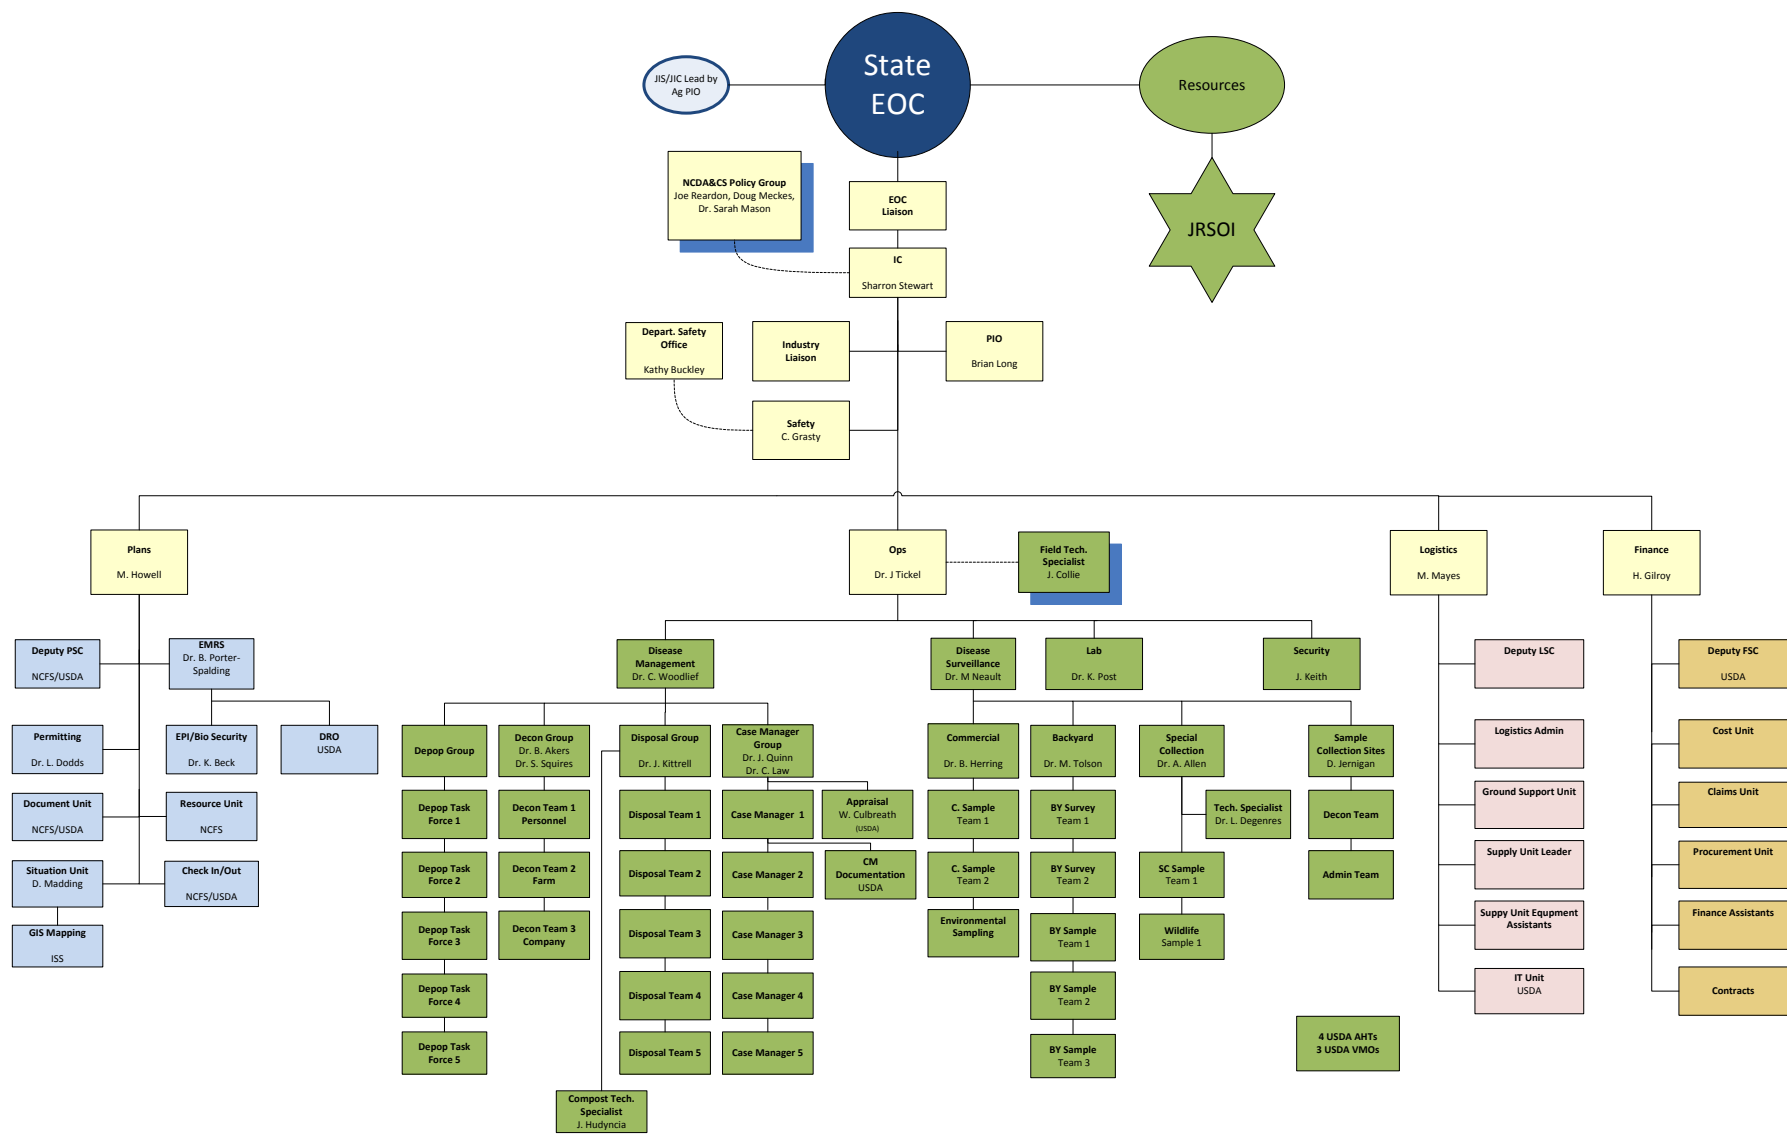 JIS/JIC Lead by
Ag PIO
State
EOC
Resources
NCDA&CS Policy Group
Joe Reardon, Doug Meckes,
Dr. Sarah Mason
EOC
Liaison
JRSOI
IC
Sharron Stewart
Depart. Safety
Office
Kathy Buckley
Industry
Liaison
PIO
Brian Long
Safety
C. Grasty
Plans
M. Howell
Ops
Dr. J Tickel
Field Tech.
Specialist
J. Collie
Logistics
M. Mayes
Finance
H. Gilroy
Deputy PSC
NCFS/USDA
EMRS
Dr. B. Porter-
Spalding
Permitting
Dr. L. Dodds
EPI/Bio Security
Dr. K. Beck
DRO
USDA
Document Unit
NCFS/USDA
Resource Unit
NCFS
Situation Unit
D. Madding
Check In/Out
NCFS/USDA
GIS Mapping
ISS
Disease
Management
Dr. C. Woodlief
Disease
Surveillance
Dr. M Neault
Lab
Dr. K. Post
Security
J. Keith
Depop Group
Decon Group
Dr. B. Akers
Dr. S. Squires
Disposal Group
Dr. J. Kittrell
Case Manager
Group
Dr. J. Quinn
Dr. C. Law
Depop Task
Force 1
Decon Team 1
Personnel
Disposal Team 1
Case Manager 1
Appraisal
W. Culbreath
(USDA)
Depop Task
Force 2
Decon Team 2
Farm
Disposal Team 2
Case Manager 2
CM
Documentation
USDA
Depop Task
Force 3
Decon Team 3
Company
Disposal Team 3
Case Manager 3
Depop Task
Force 4
Disposal Team 4
Case Manager 4
Depop Task
Force 5
Disposal Team 5
Case Manager 5
Compost Tech.
Specialist
J. Hudyncia
Commercial
Dr. B. Herring
Backyard
Dr. M. Tolson
Special
Collection
Dr. A. Allen
Sample
Collection Sites
D. Jernigan
C. Sample
Team 1
BY Survey
Team 1
Tech. Specialist
Dr. L. Degenres
Decon Team
C. Sample
Team 2
BY Survey
Team 2
SC Sample
Team 1
Admin Team
Environmental
Sampling
BY Sample
Team 1
Wildlife
Sample 1
BY Sample
Team 2
BY Sample
Team 3
4 USDA AHTs
3 USDA VMOs
Deputy LSC
Logistics Admin
Ground Support Unit
Supply Unit Leader
Suppy Unit Equpment
Assistants
IT Unit
USDA
Deputy FSC
USDA
Cost Unit
Claims Unit
Procurement Unit
Finance Assistants
Contracts